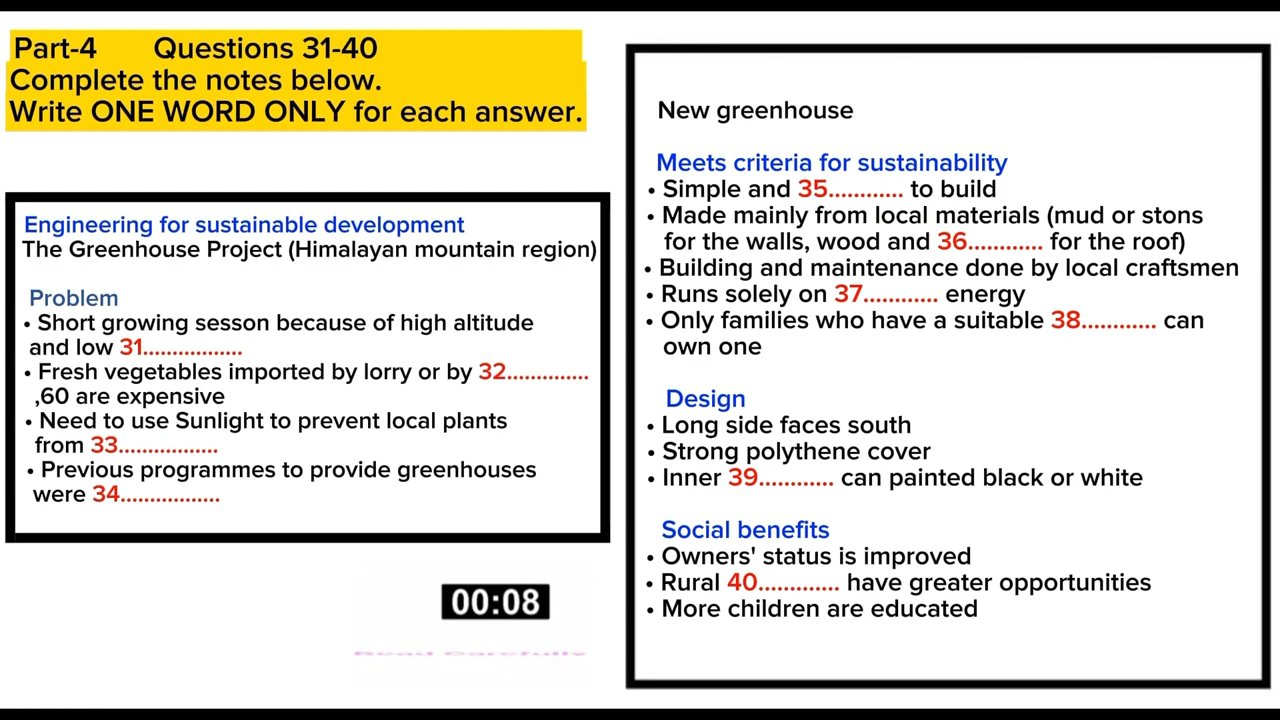 Part-4 Questions 31-40
Complete the notes below.
Write ONE WORD ONLY for each answer.
Engineering for sustainable development
The Greenhouse Project (Himalayan mountain region)
Problem
• Short growing sesson because of high altitude
and low 31.................
• Fresh vegetables imported by lorry or by 32..............
,60 are expensive
• Need to use Sunlight to prevent local plants
from 33.................
• Previous programmes to provide greenhouses
were 34.................
00:08
Read Carefully
New greenhouse
Meets criteria for sustainability
• Simple and 35............ to build
• Made mainly from local materials (mud or stons
for the walls, wood and 36............ for the roof)
• Building and maintenance done by local craftsmen
• Runs solely on 37............ energy
• Only families who have a suitable 38............ can
own one
Design
• Long side faces south
• Strong polythene cover
• Inner 39............ can painted black or white
Social benefits
• Owners' status is improved
• Rural 40............. have greater opportunities
• More children are educated